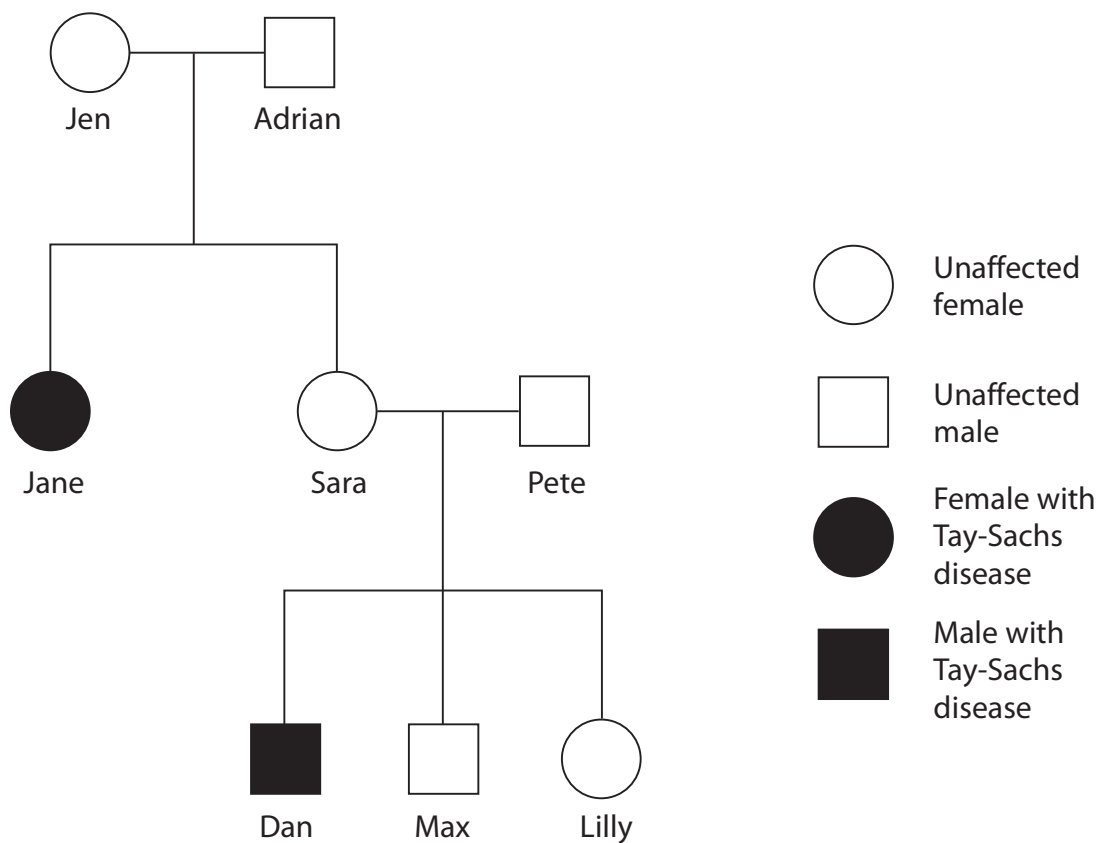 Jen
Adrian
Jane
Sara
Pete
Dan
Max
Lilly
Unaffected
female
Unaffected
male
Female with
Tay-Sachs
disease
Male with
Tay-Sachs
disease